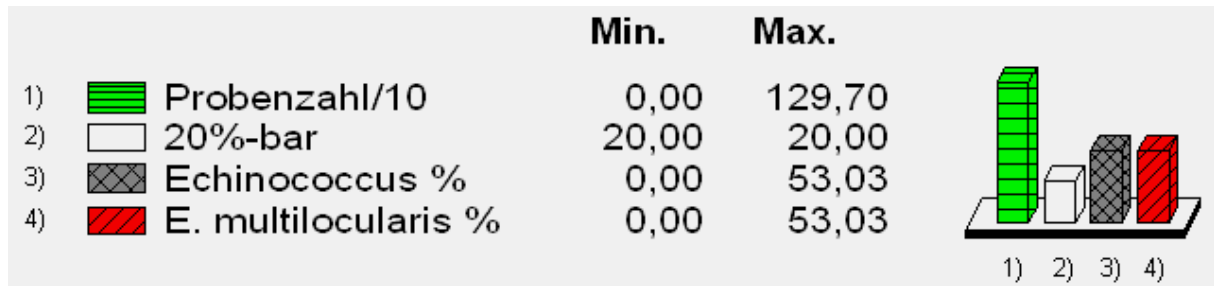 Min. Max.
1) Probenzahl/10 0,00 129,70
2) 20%-bar 20,00 20,00
3) Echinococcus % 0,00 53,03
4) E. multilocularis % 0,00 53,03
1) 2) 3) 4)